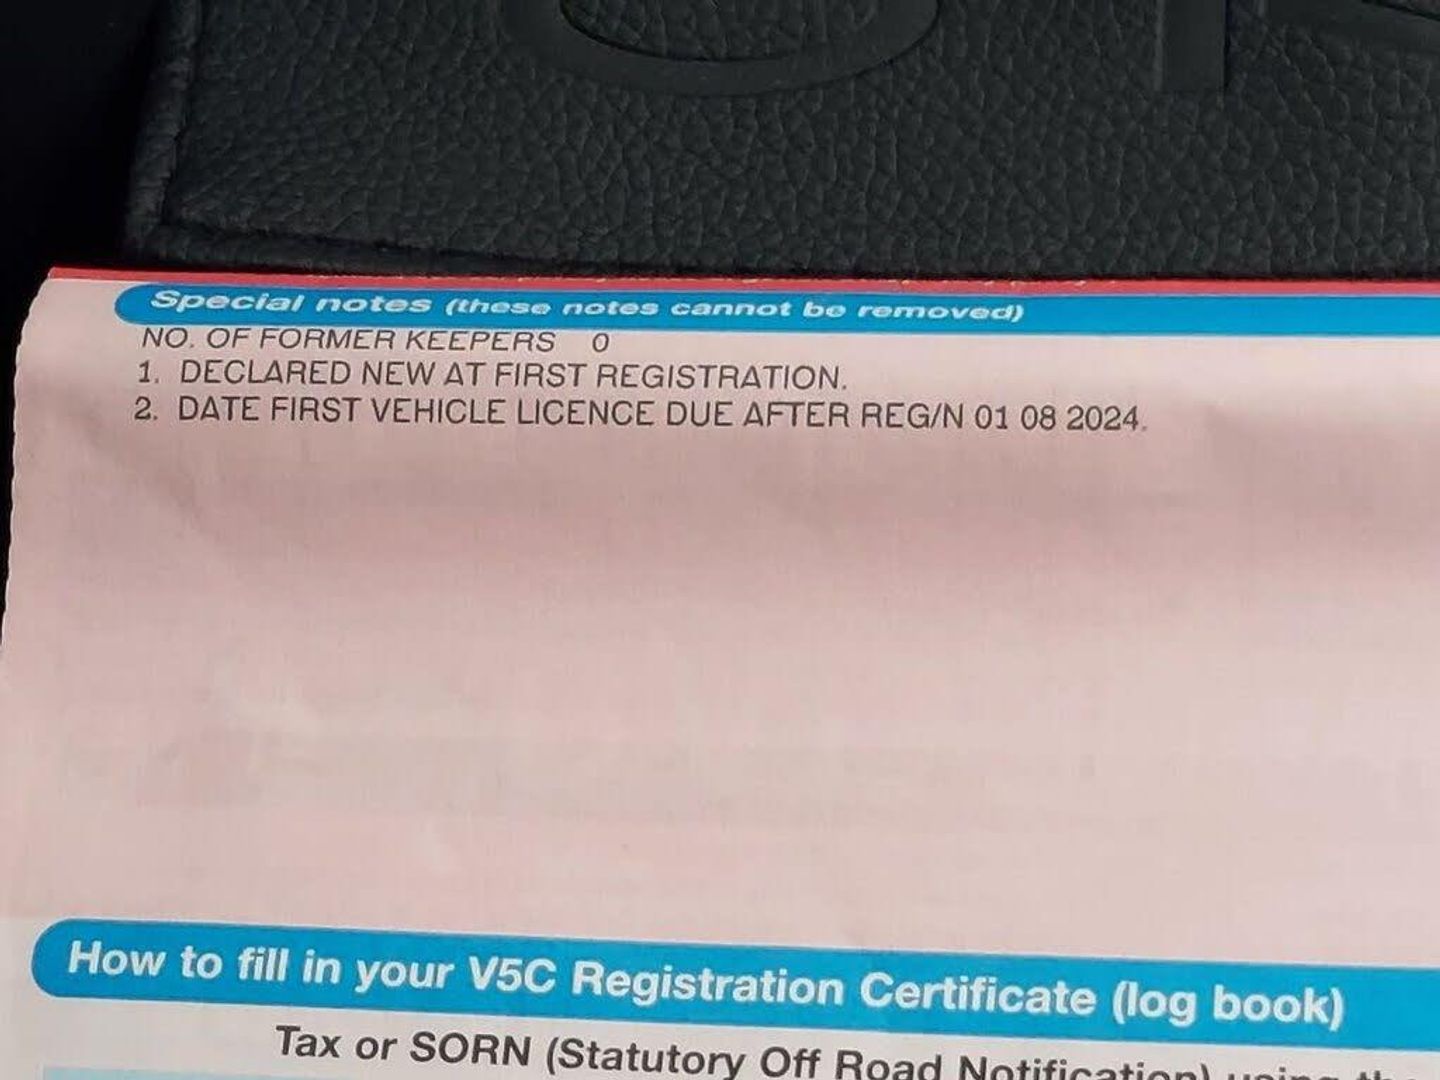 Special notes (these notes cannot be removed)
NO. OF FORMER KEEPERS 0
1. DECLARED NEW AT FIRST REGISTRATION.
2. DATE FIRST VEHICLE LICENCE DUE AFTER REG/N 01 08 2024.
How to fill in your V5C Registration Certificate (log book)
Tax or SORN (Statutory Off Road Notification) using the